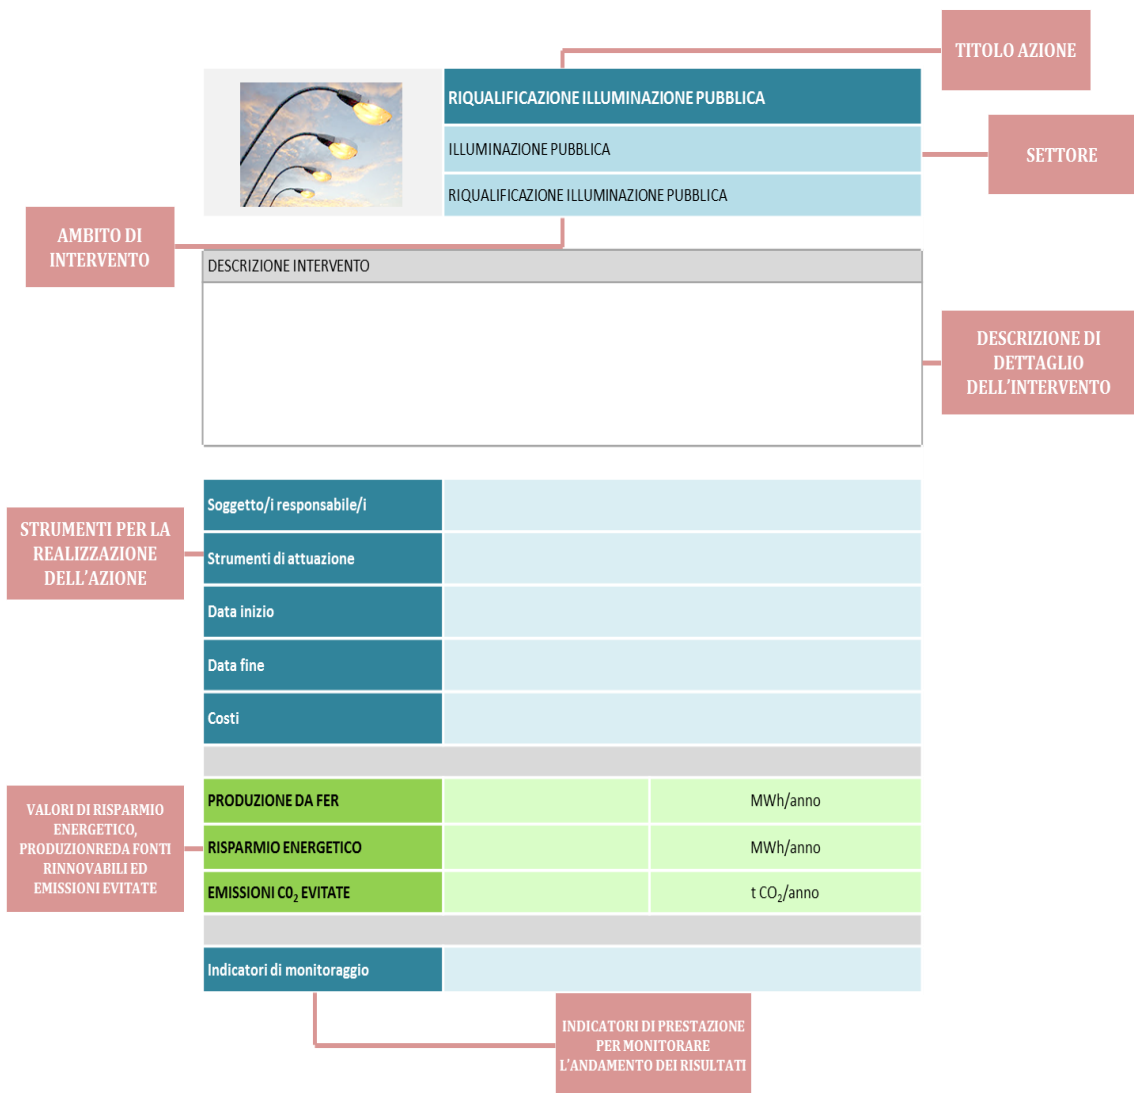 TITOLO AZIONE
RIQUALIFICAZIONE ILLUMINAZIONE PUBBLICA
ILLUMINAZIONE PUBBLICA
SETTORE
RIQUALIFICAZIONE ILLUMINAZIONE PUBBLICA
AMBITO DI
INTERVENTO
DESCRIZIONE INTERVENTO
DESCRIZIONE DI
DETTAGLIO
DELL'INTERVENTO
Soggetto/i responsabile/i
STRUMENTI PER LA
REALIZZAZIONE
DELL'AZIONE
Strumenti di attuazione
Data inizio
Data fine
Costi
VALORI DI RISPARMIO
ENERGETICO,
PRODUZIONREDA FONTI
RINNOVABILI ED
EMISSIONI EVITATE
PRODUZIONE DA FER MWh/anno
RISPARMIO ENERGETICO MWh/anno
EMISSIONI C0₂ EVITATE t CO₂/anno
Indicatori di monitoraggio
INDICATORI DI PRESTAZIONE
PER MONITORARE
L'ANDAMENTO DEI RISULTATI